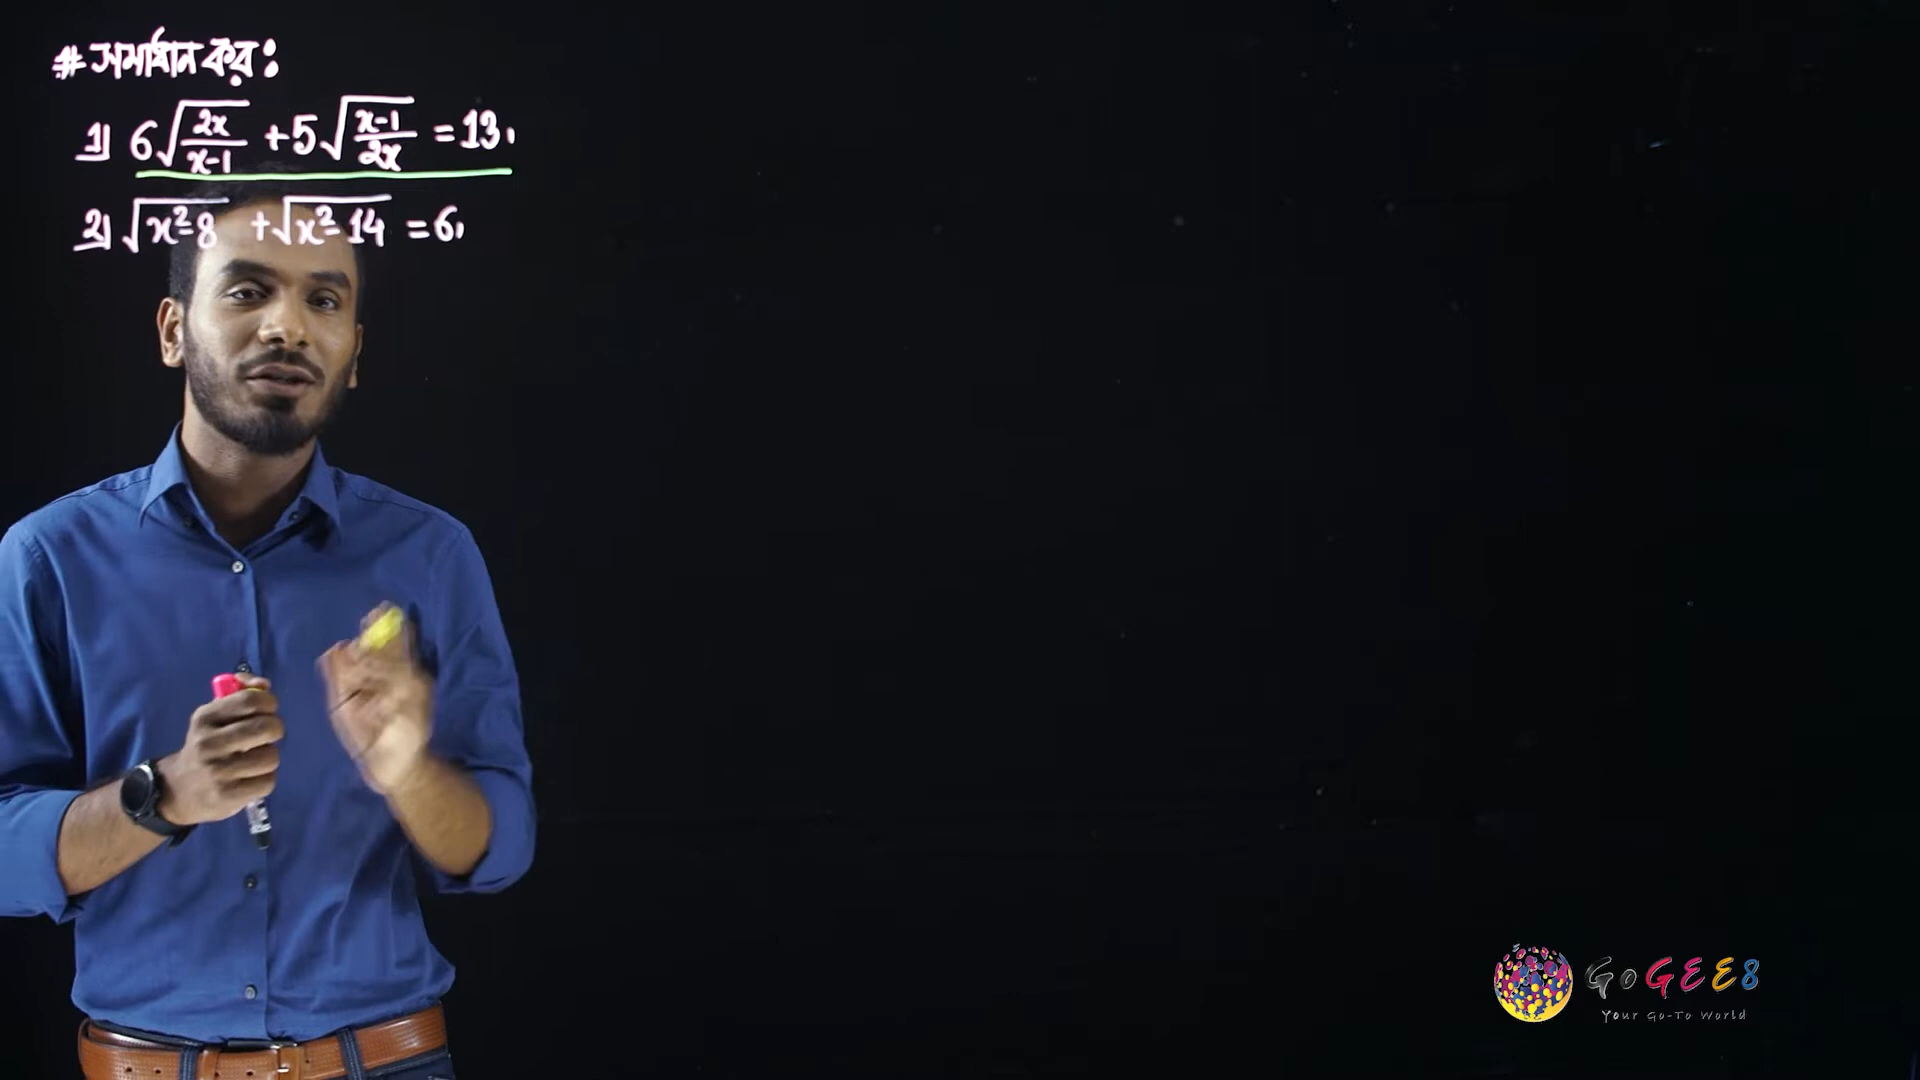 # সমাধান কর:
১) 6√(2x/(x-1)) + 5√((x-1)/2x) = 13,
২) √(x²-8) + √(x²-14) = 6,
GoGEE8
Your Go-To World